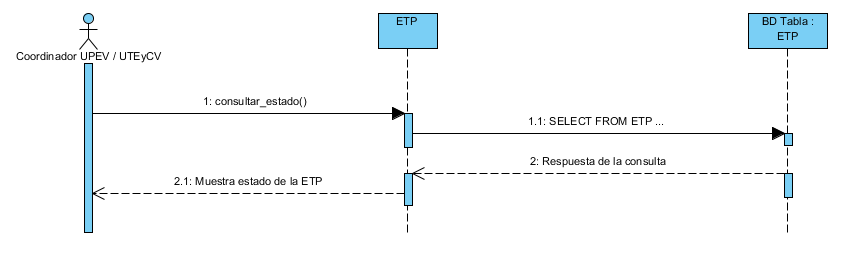 ETP
BD Tabla :
ETP
Coordinador UPEV / UTEyCV
1: consultar_estado()
1.1: SELECT FROM ETP ...
2: Respuesta de la consulta
2.1: Muestra estado de la ETP